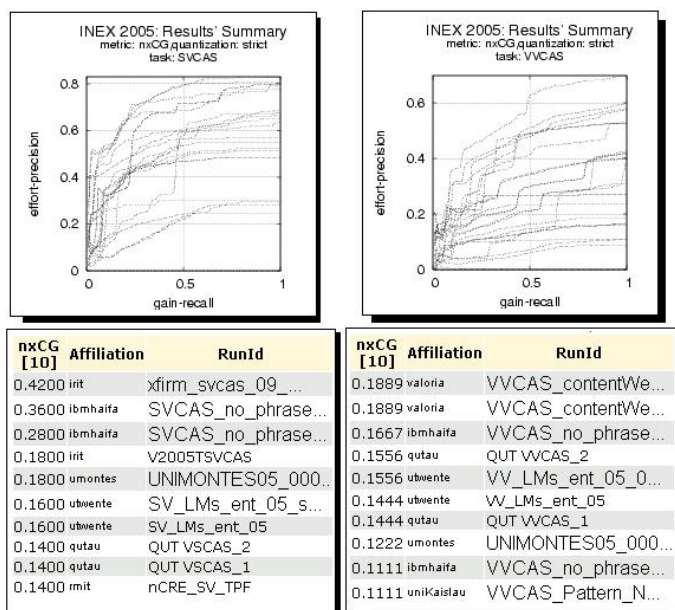 INEX 2005: Results' Summary
metric: nxCG,quantization: strict
task: SVCAS
0.8
0.6
0.4
0.2
0
effort-precision
0 0.5 1
gain-recall
INEX 2005: Results' Summary
metric: nxCG,quantization: strict
task: VVCAS
0.6
0.4
0.2
0
effort-precision
0 0.5 1
gain-recall
nxCG [10] Affiliation RunId
0.4200 irit xfirm_svcas_09_...
0.3600 ibmhaifa SVCAS_no_phrase...
0.2800 ibmhaifa SVCAS_no_phrase...
0.1800 irit V2005TSVCAS
0.1800 umontes UNIMONTES05_000...
0.1600 utwente SV_LMs_ent_05_s...
0.1600 utwente SV_LMs_ent_05
0.1400 qutau QUT VSCAS_2
0.1400 qutau QUT VSCAS_1
0.1400 rmit nCRE_SV_TPF
nxCG [10] Affiliation RunId
0.1889 valoria VVCAS_contentWe...
0.1889 valoria VVCAS_contentWe...
0.1667 ibmhaifa VVCAS_no_phrase...
0.1556 qutau QUT VVCAS_2
0.1556 utwente VV_LMs_ent_05_0...
0.1444 utwente VV_LMs_ent_05
0.1444 qutau QUT VVCAS_1
0.1222 umontes UNIMONTES05_000...
0.1111 ibmhaifa VVCAS_no_phrase...
0.1111 uniKaislau VVCAS_Pattern_N...